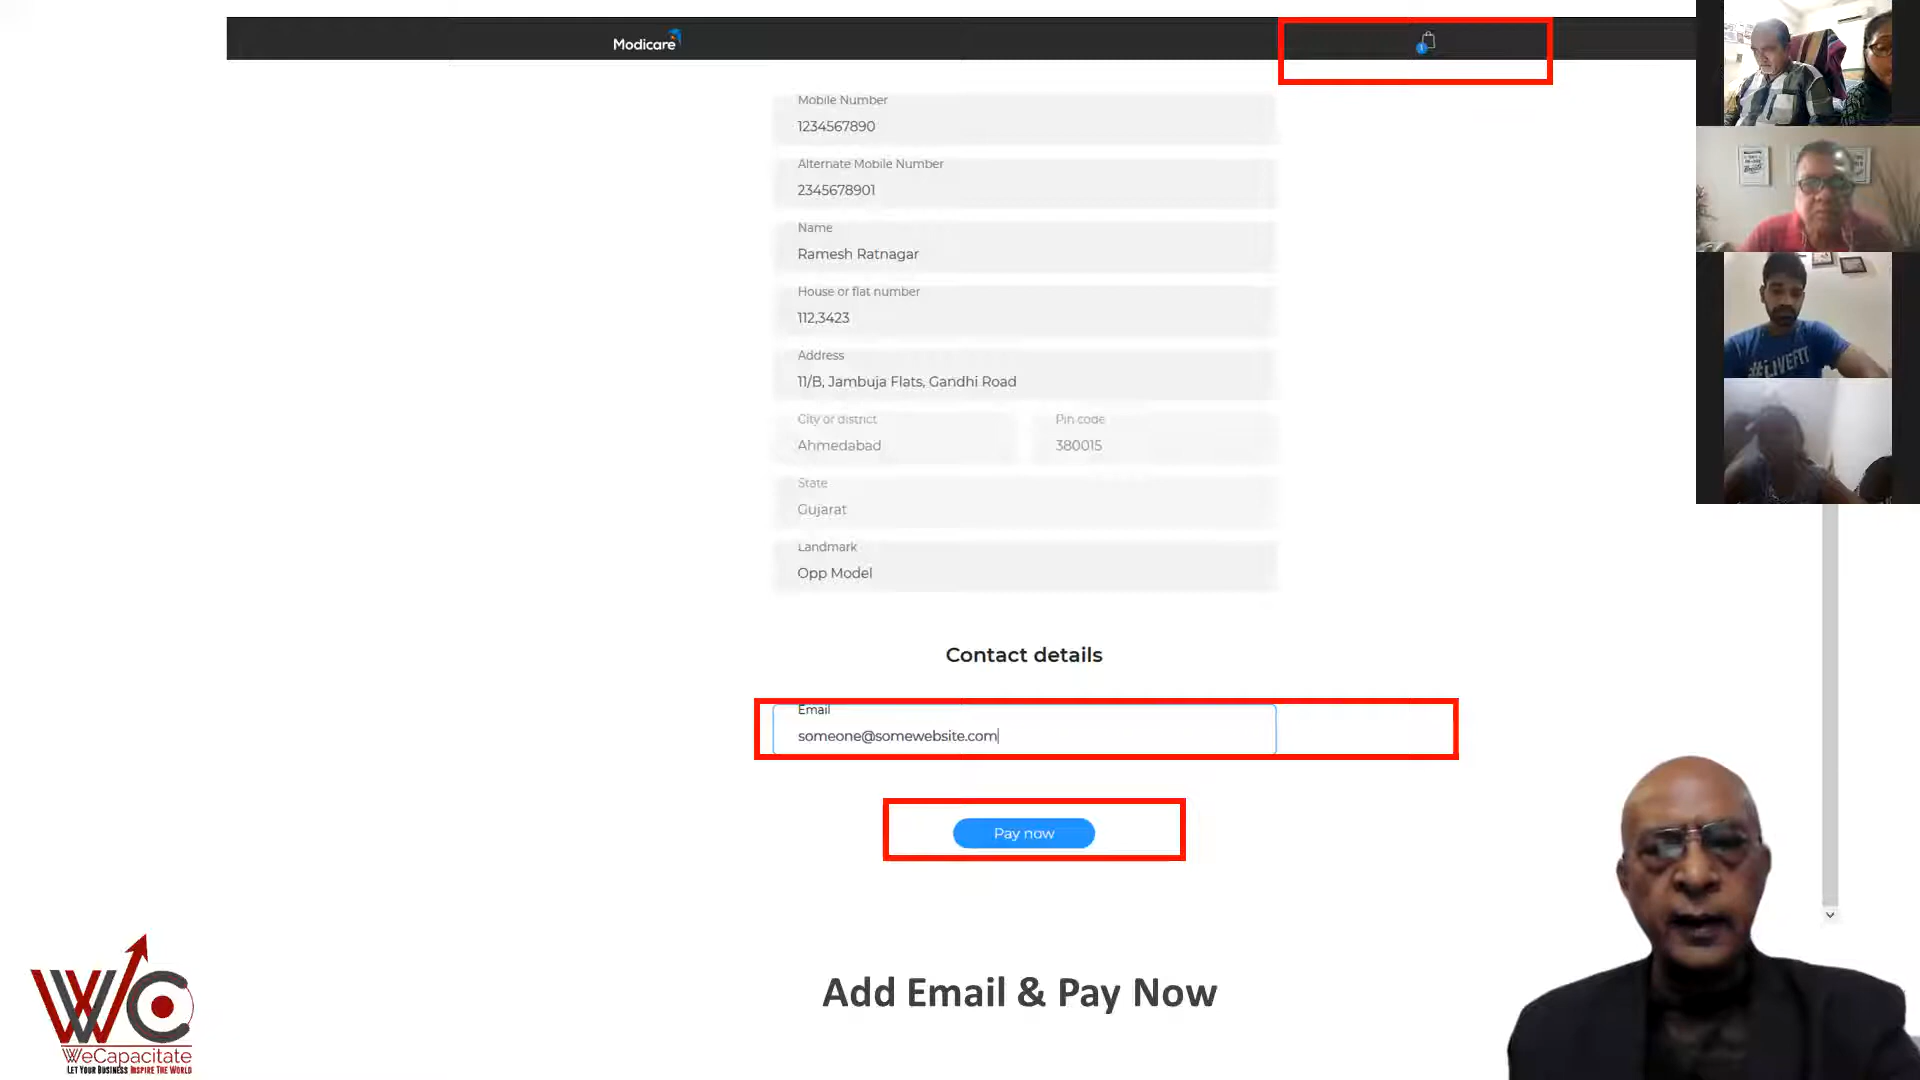 Modicare
1
Mobile Number
1234567890
Alternate Mobile Number
2345678901
Name
Ramesh Ratnagar
House or flat number
112,3423
Address
11/B, Jambuja Flats, Gandhi Road
City or district
Ahmedabad
Pin code
380015
State
Gujarat
Landmark
Opp Model
Contact details
Email
someone@somewebsite.com
Pay now
Add Email & Pay Now
WC
WeCapacitate
LET YOUR BUSINESS INSPIRE THE WORLD
#LIVEFIT